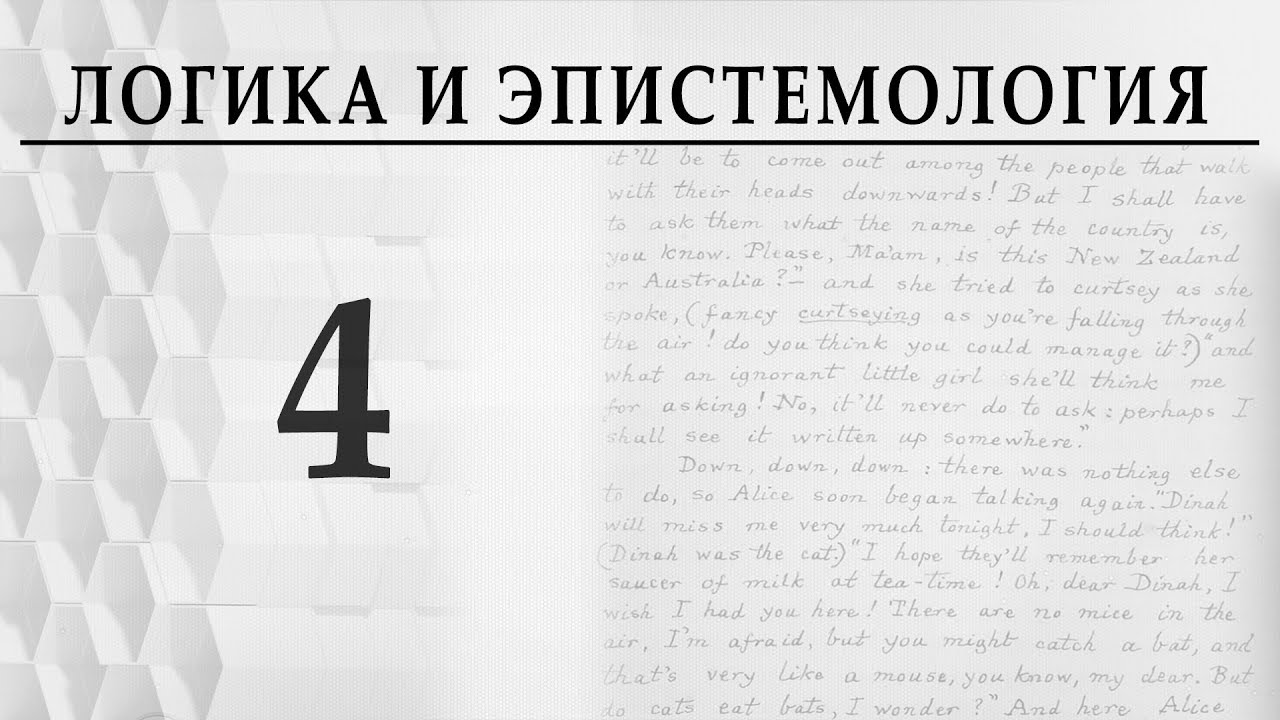 ЛОГИКА И ЭПИСТЕМОЛОГИЯ
4
it'll be to come out among the people that walk
with their heads downwards! But I shall have
to ask them what the name of the country is,
you know. Please, Ma'am, is this New Zealand
or Australia?"— and she tried to curtsey as she
spoke, (fancy curtseying as you're falling through
the air! do you think you could manage it?) "and
what an ignorant little girl she'll think me
for asking! No, it'll never do to ask: perhaps I
shall see it written up somewhere."
Down, down, down: there was nothing else
to do, so Alice soon began talking again. "Dinah
will miss me very much tonight, I should think!"
(Dinah was the cat.) "I hope they'll remember her
saucer of milk at tea-time! Oh, dear Dinah, I
wish I had you here! There are no mice in the
air, I'm afraid, but you might catch a bat, and
that's very like a mouse, you know, my dear. But
do cats eat bats, I wonder?" And here Alice